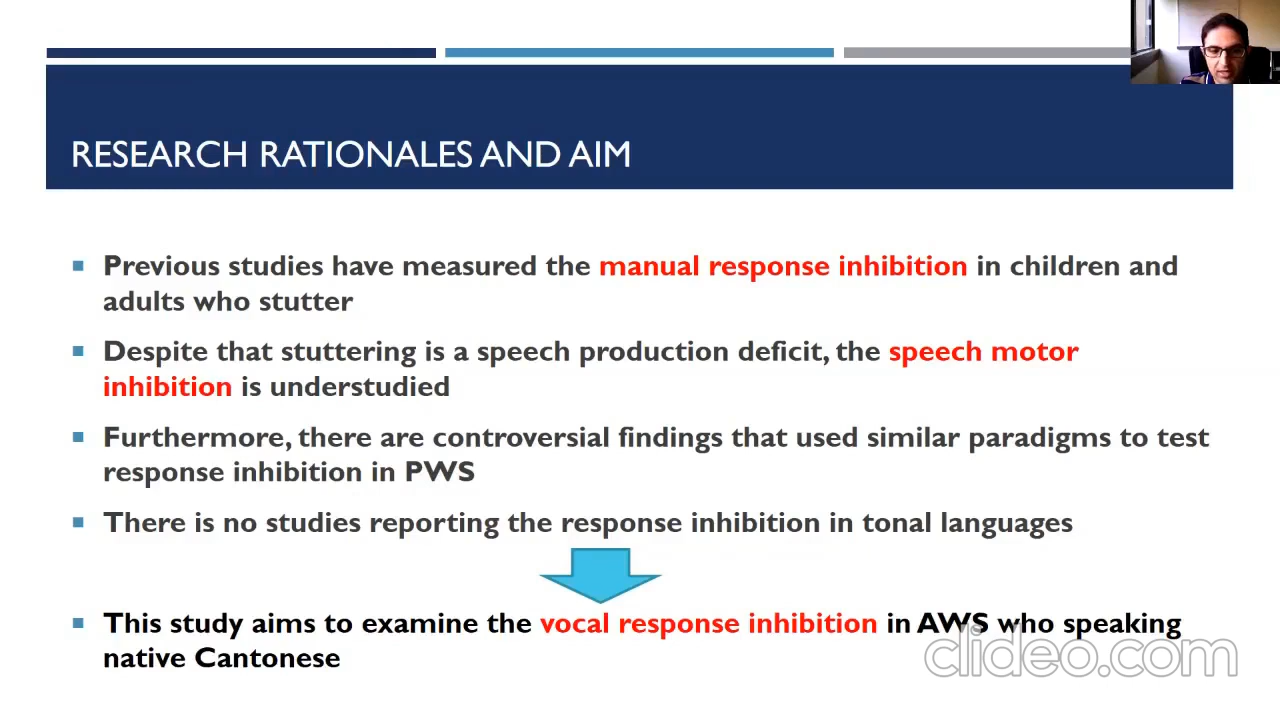 RESEARCH RATIONALES AND AIM
Previous studies have measured the manual response inhibition in children and
adults who stutter
Despite that stuttering is a speech production deficit, the speech motor
inhibition is understudied
Furthermore, there are controversial findings that used similar paradigms to test
response inhibition in PWS
There is no studies reporting the response inhibition in tonal languages
This study aims to examine the vocal response inhibition in AWS who speaking
native Cantonese
clideo.com